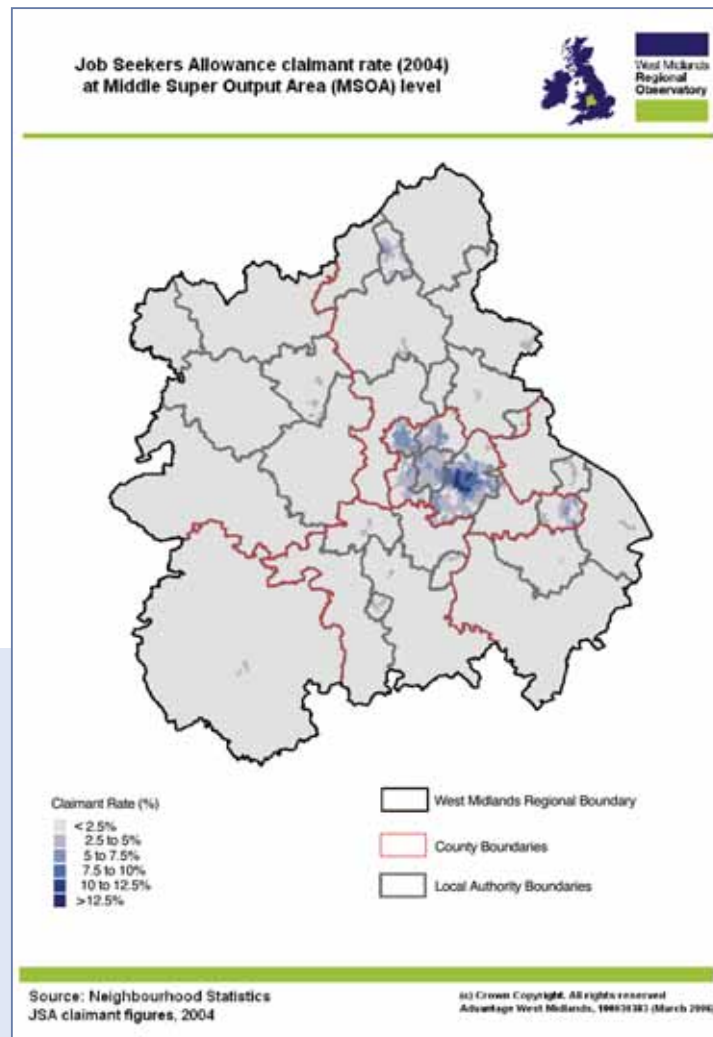 Job Seekers Allowance claimant rate (2004)
at Middle Super Output Area (MSOA) level
West Midlands
Regional
Observatory
Claimant Rate (%)
< 2.5%
2.5 to 5%
5 to 7.5%
7.5 to 10%
10 to 12.5%
>12.5%
West Midlands Regional Boundary
County Boundaries
Local Authority Boundaries
Source: Neighbourhood Statistics
JSA claimant figures, 2004
(c) Crown Copyright. All rights reserved
Advantage West Midlands, (March 2006)